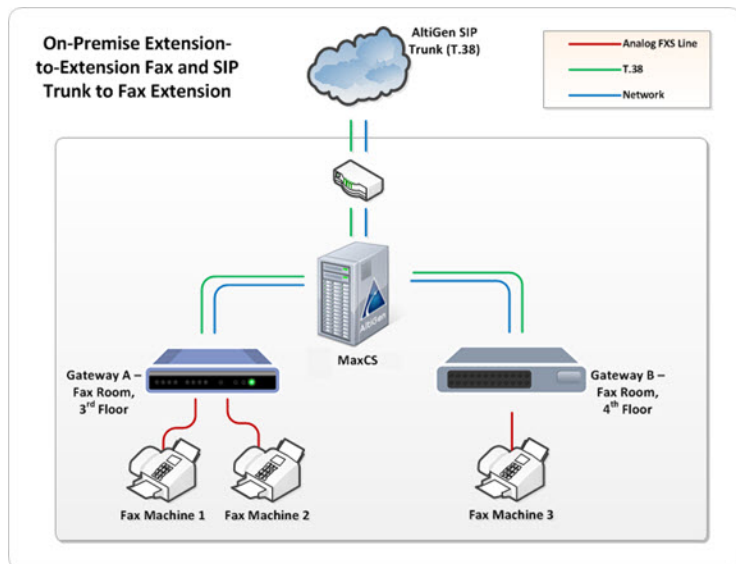 On-Premise Extension-
to-Extension Fax and SIP
Trunk to Fax Extension
AltiGen SIP
Trunk (T.38)
Analog FXS Line
T.38
Network
AltiGen
MaxCS
Gateway A –
Fax Room,
3rd Floor
Gateway B –
Fax Room,
4th Floor
Fax Machine 1
Fax Machine 2
Fax Machine 3